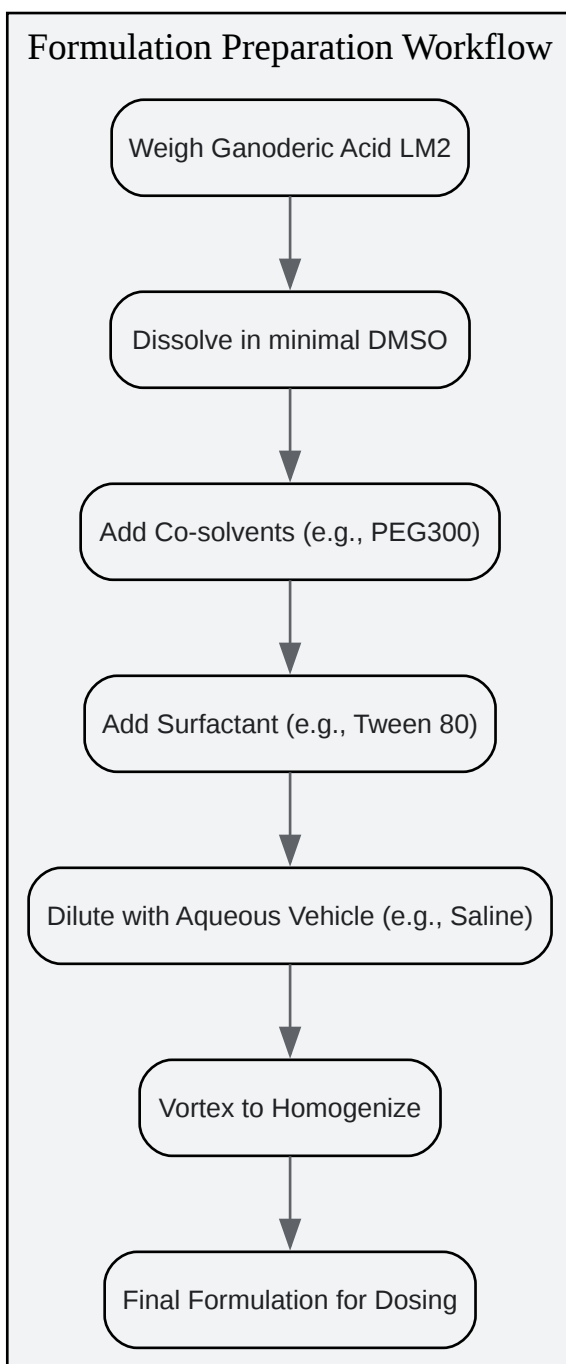 Formulation Preparation Workflow
Weigh Ganoderic Acid LM2
Dissolve in minimal DMSO
Add Co-solvents (e.g., PEG300)
Add Surfactant (e.g., Tween 80)
Dilute with Aqueous Vehicle (e.g., Saline)
Vortex to Homogenize
Final Formulation for Dosing